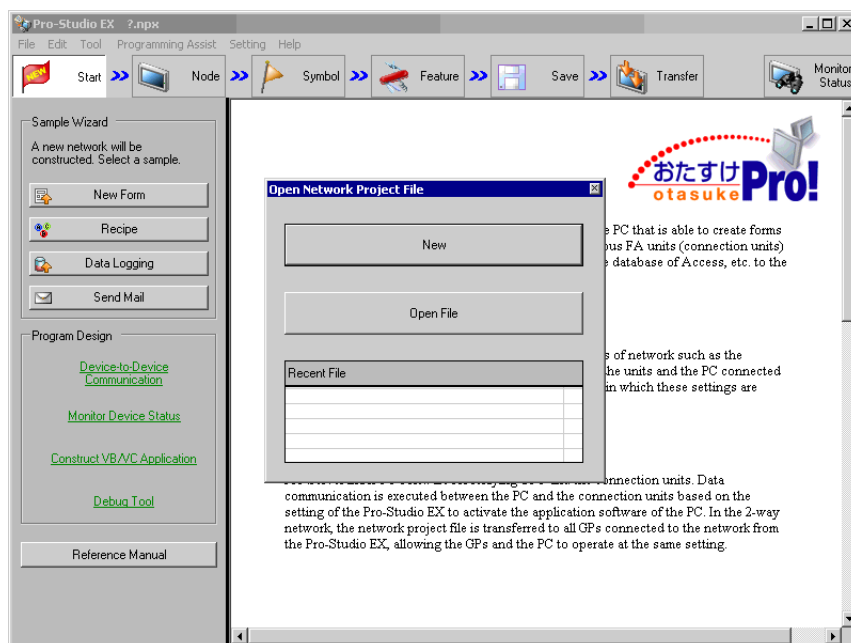 Pro-Studio EX ?.npx
File Edit Tool Programming Assist Setting Help
Start
Node
Symbol
Feature
Save
Transfer
Monitor
Status
Sample Wizard
A new network will be
constructed. Select a sample.
New Form
Recipe
Data Logging
Send Mail
Program Design
Device-to-Device
Communication
Monitor Device Status
Construct VB/VC Application
Debug Tool
Reference Manual
おたすけ
otasuke
Pro!
Open Network Project File
New
Open File
Recent File
PC that is able to create forms
FA units (connection units)
database of Access, etc. to the
of network such as the
units and the PC connected
in which these settings are
connection units. Data
communication is executed between the PC and the connection units based on the
setting of the Pro-Studio EX to activate the application software of the PC. In the 2-way
network, the network project file is transferred to all GPs connected to the network from
the Pro-Studio EX, allowing the GPs and the PC to operate at the same setting.